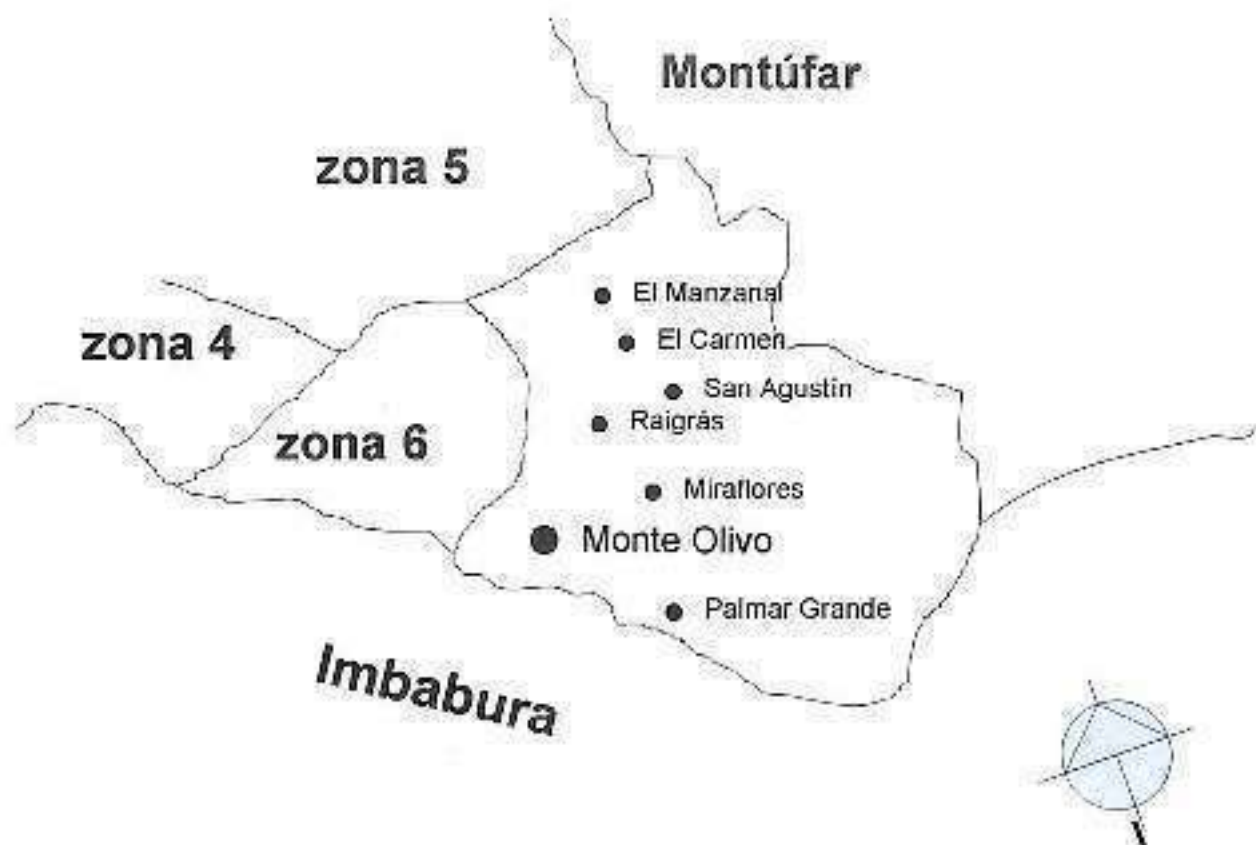 Montúfar
zona 5
El Manzanal
zona 4
El Carmen
San Agustín
Raigrás
zona 6
Miraflores
Monte Olivo
Palmar Grande
Imbabura